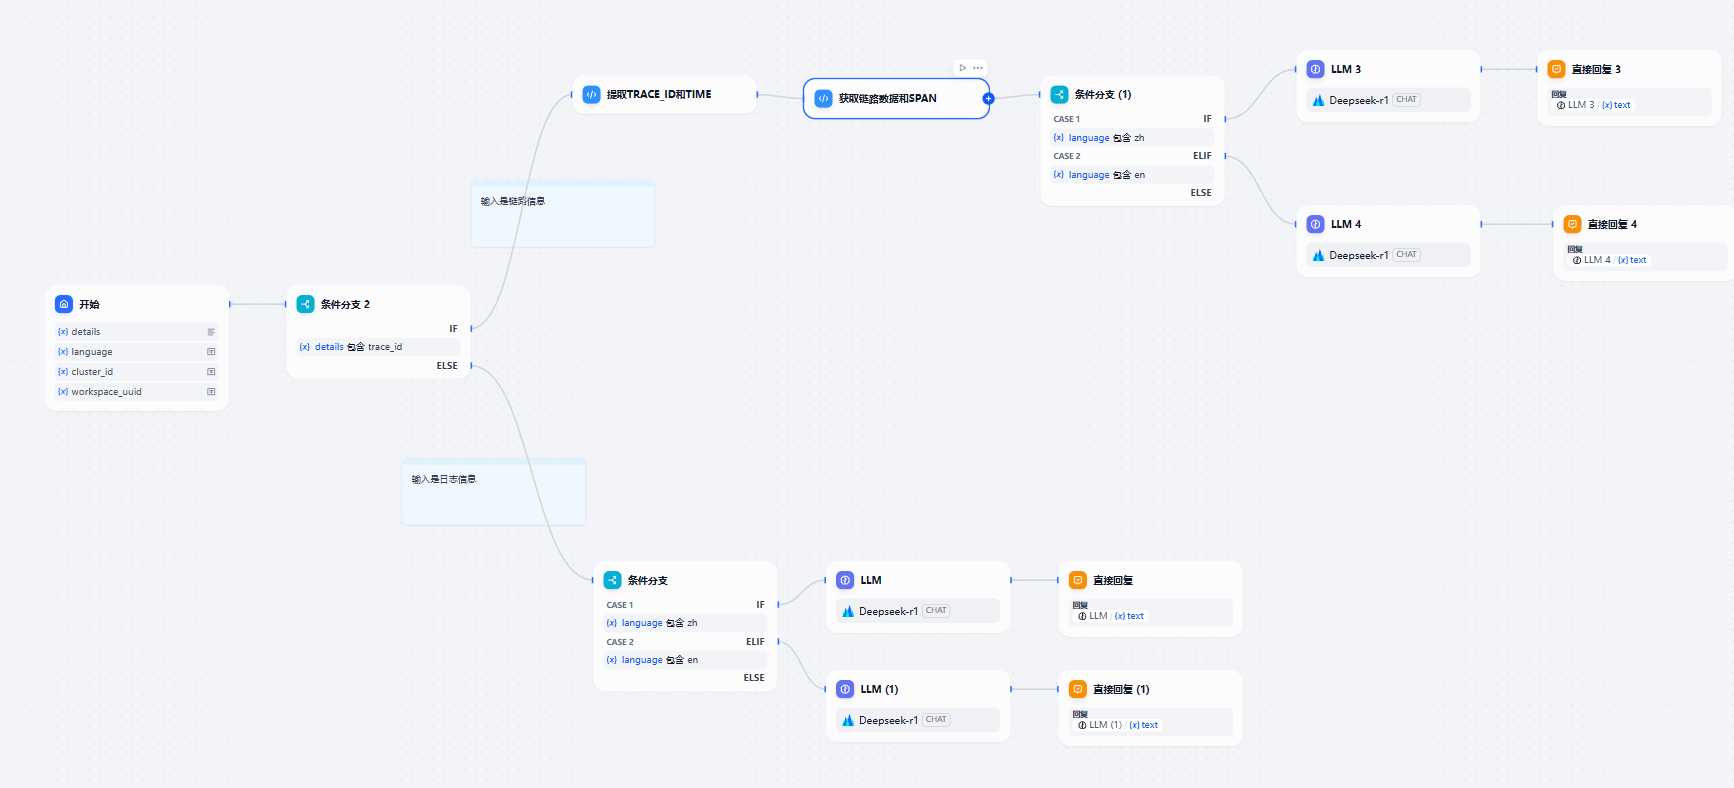 开始
{x} details
{x} language
{x} cluster_id
{x} workspace_uuid
条件分支 2
IF
{x} details 包含 trace_id
ELSE
输入是链路信息
提取TRACE_ID和TIME
获取链路数据和SPAN
条件分支 (1)
CASE 1 IF
{x} language 包含 zh
CASE 2 ELIF
{x} language 包含 en
ELSE
LLM 3
Deepseek-r1 CHAT
直接回复 3
回复
LLM 3 / {x} text
LLM 4
Deepseek-r1 CHAT
直接回复 4
回复
LLM 4 / {x} text
输入是日志信息
条件分支
CASE 1 IF
{x} language 包含 zh
CASE 2 ELIF
{x} language 包含 en
ELSE
LLM
Deepseek-r1 CHAT
直接回复
回复
LLM / {x} text
LLM (1)
Deepseek-r1 CHAT
直接回复 (1)
回复
LLM (1) / {x} text